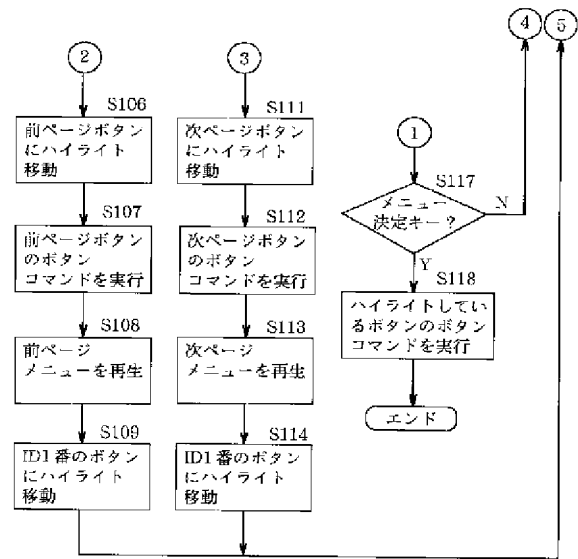 ④
⑤
②
S106
前ページボタン
にハイライト
移動
S107
前ページボタン
のボタン
コマンドを実行
S108
前ページ
メニューを再生
S109
ID1番のボタン
にハイライト
移動
③
S111
次ページボタン
にハイライト
移動
S112
次ページボタン
のボタン
コマンドを実行
S113
次ページ
メニューを再生
S114
ID1番のボタン
にハイライト
移動
①
S117
メニュー
決定キー?
N
Y
S118
ハイライトしてい
るボタンのボタン
コマンドを実行
エンド